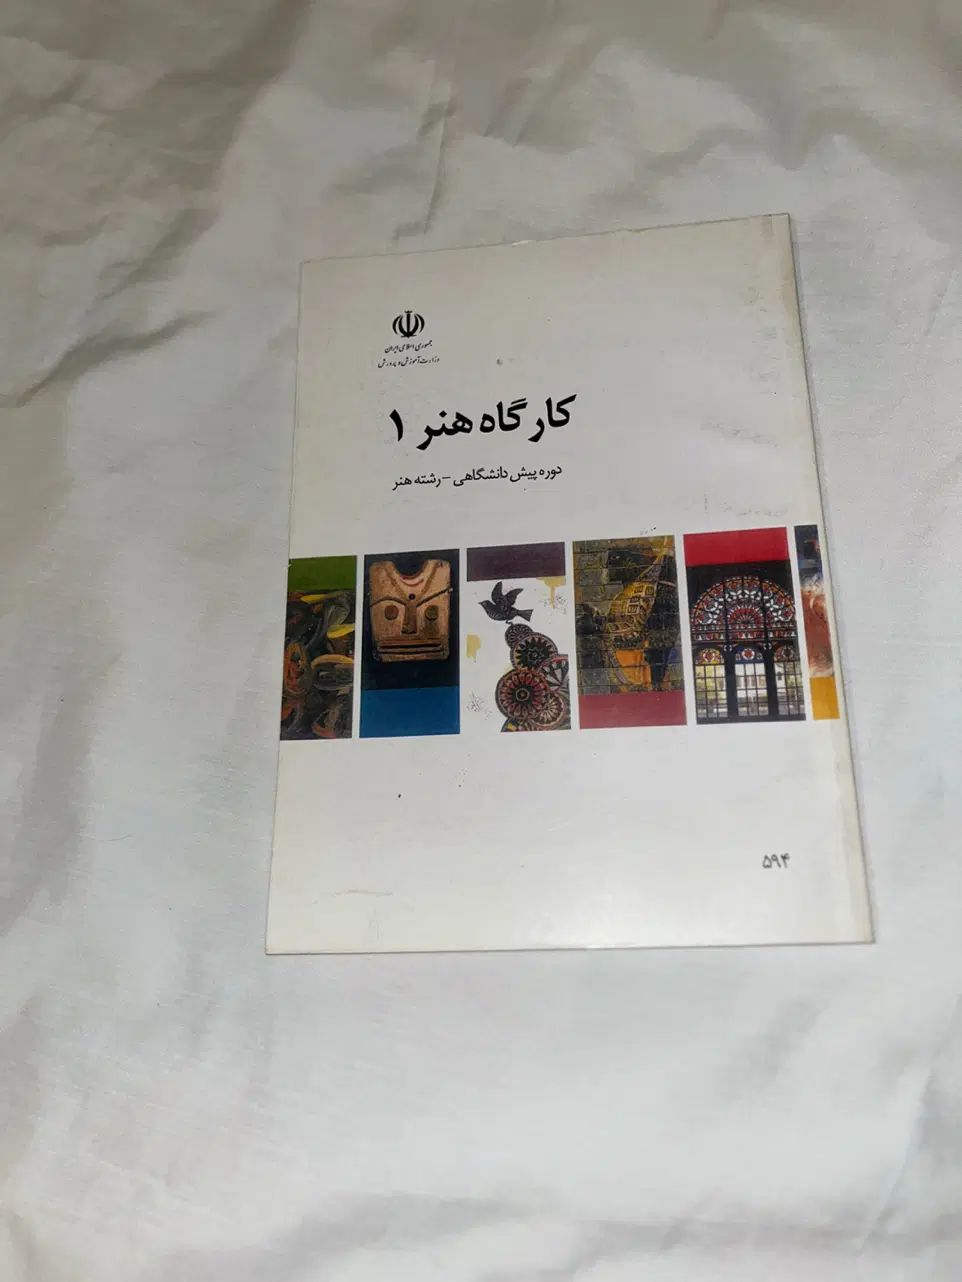 جمهوری اسلامی ایران
وزارت آموزش و پرورش
کارگاه هنر ۱
دوره پیش دانشگاهی - رشته هنر
۵۹۴